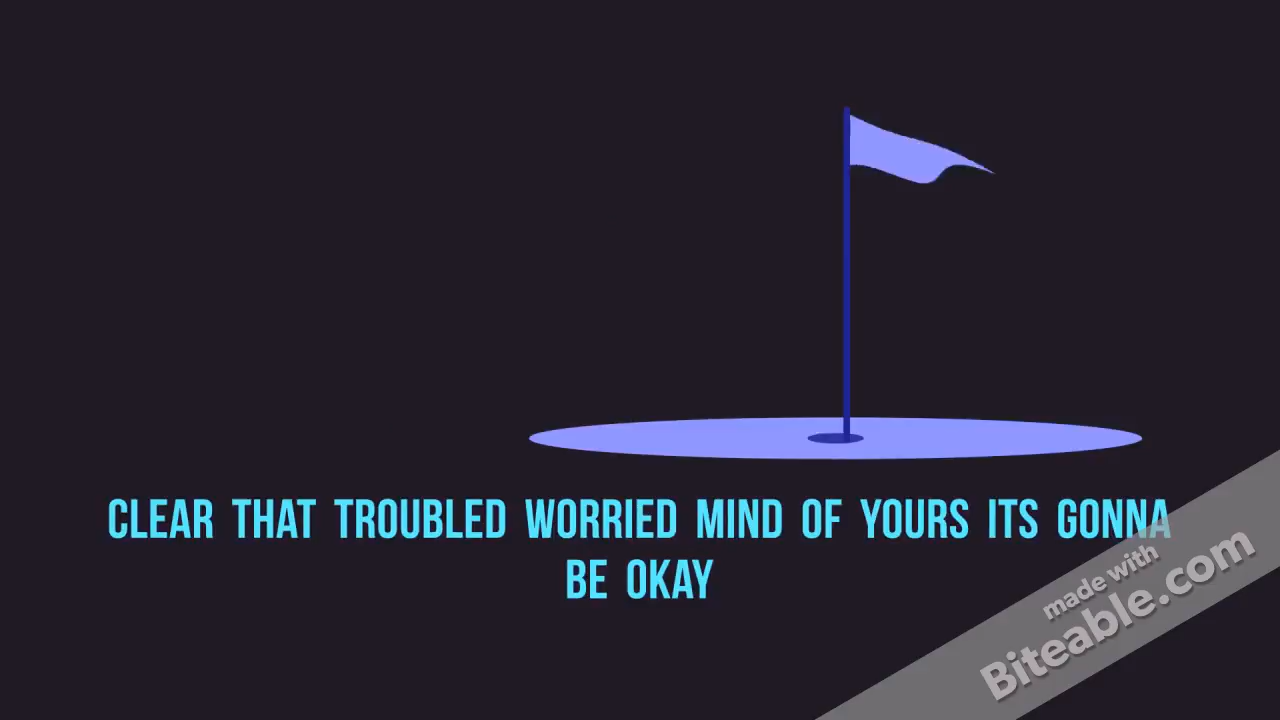 CLEAR THAT TROUBLED WORRIED MIND OF YOURS ITS GONNA
BE OKAY
made with
Biteable.com